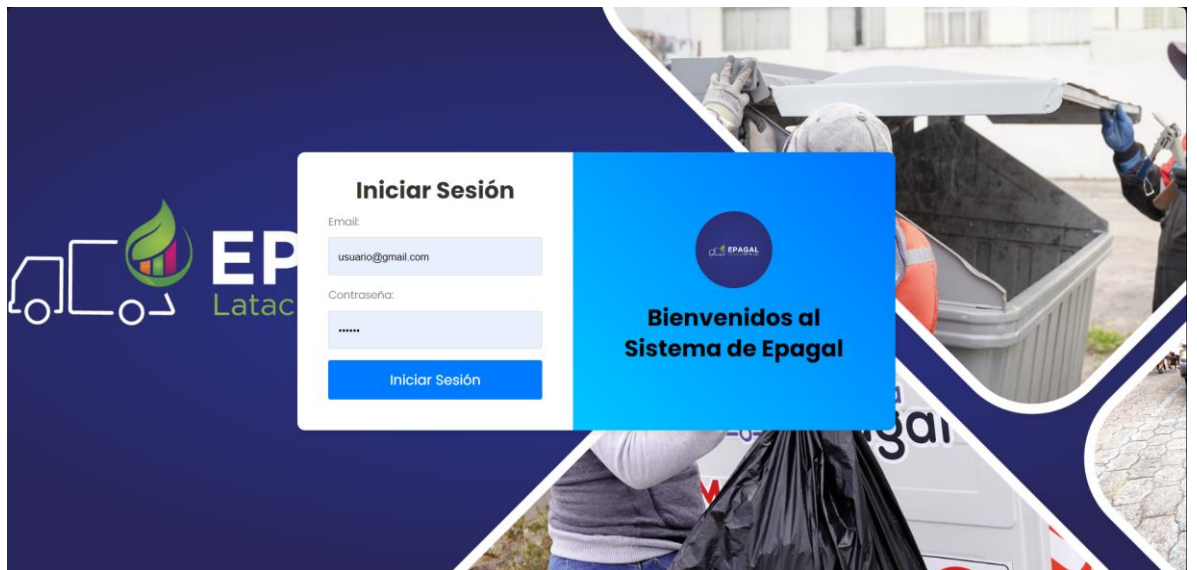 EP
Latac
Iniciar Sesión
Email:
usuario@gmail.com
Contraseña:
••••••
Iniciar Sesión
EPAGAL
Bienvenidos al
Sistema de Epagal
gal
M